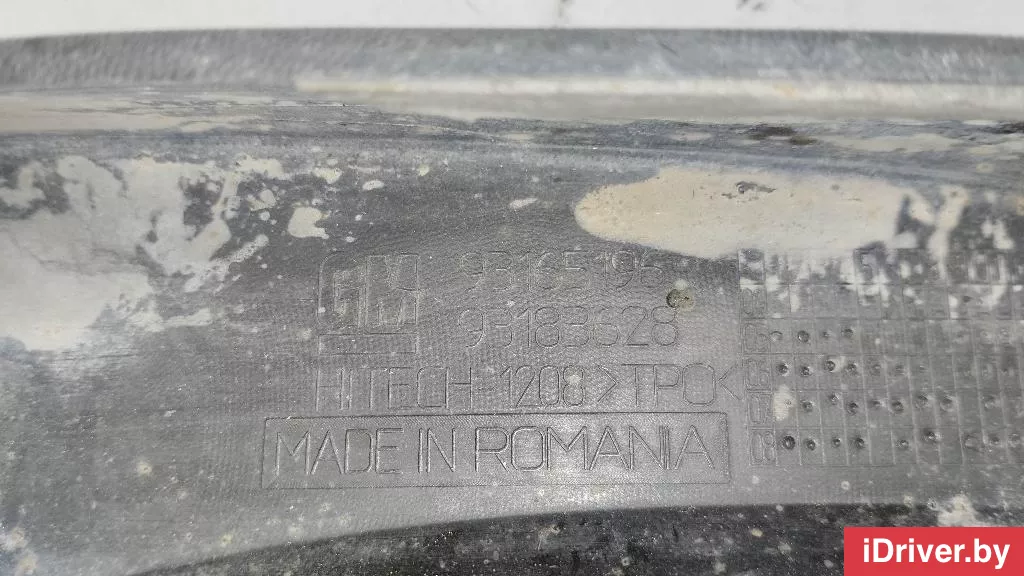 GM 93165196
93183628
HITECH 1208 >TPO<
MADE IN ROMANIA
iDriver.by